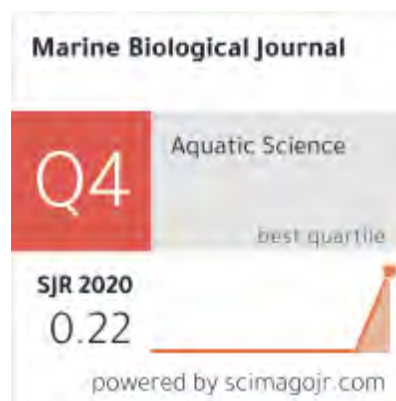 Marine Biological Journal
Q4
Aquatic Science
best quartile
SJR 2020
0.22
powered by scimagojr.com